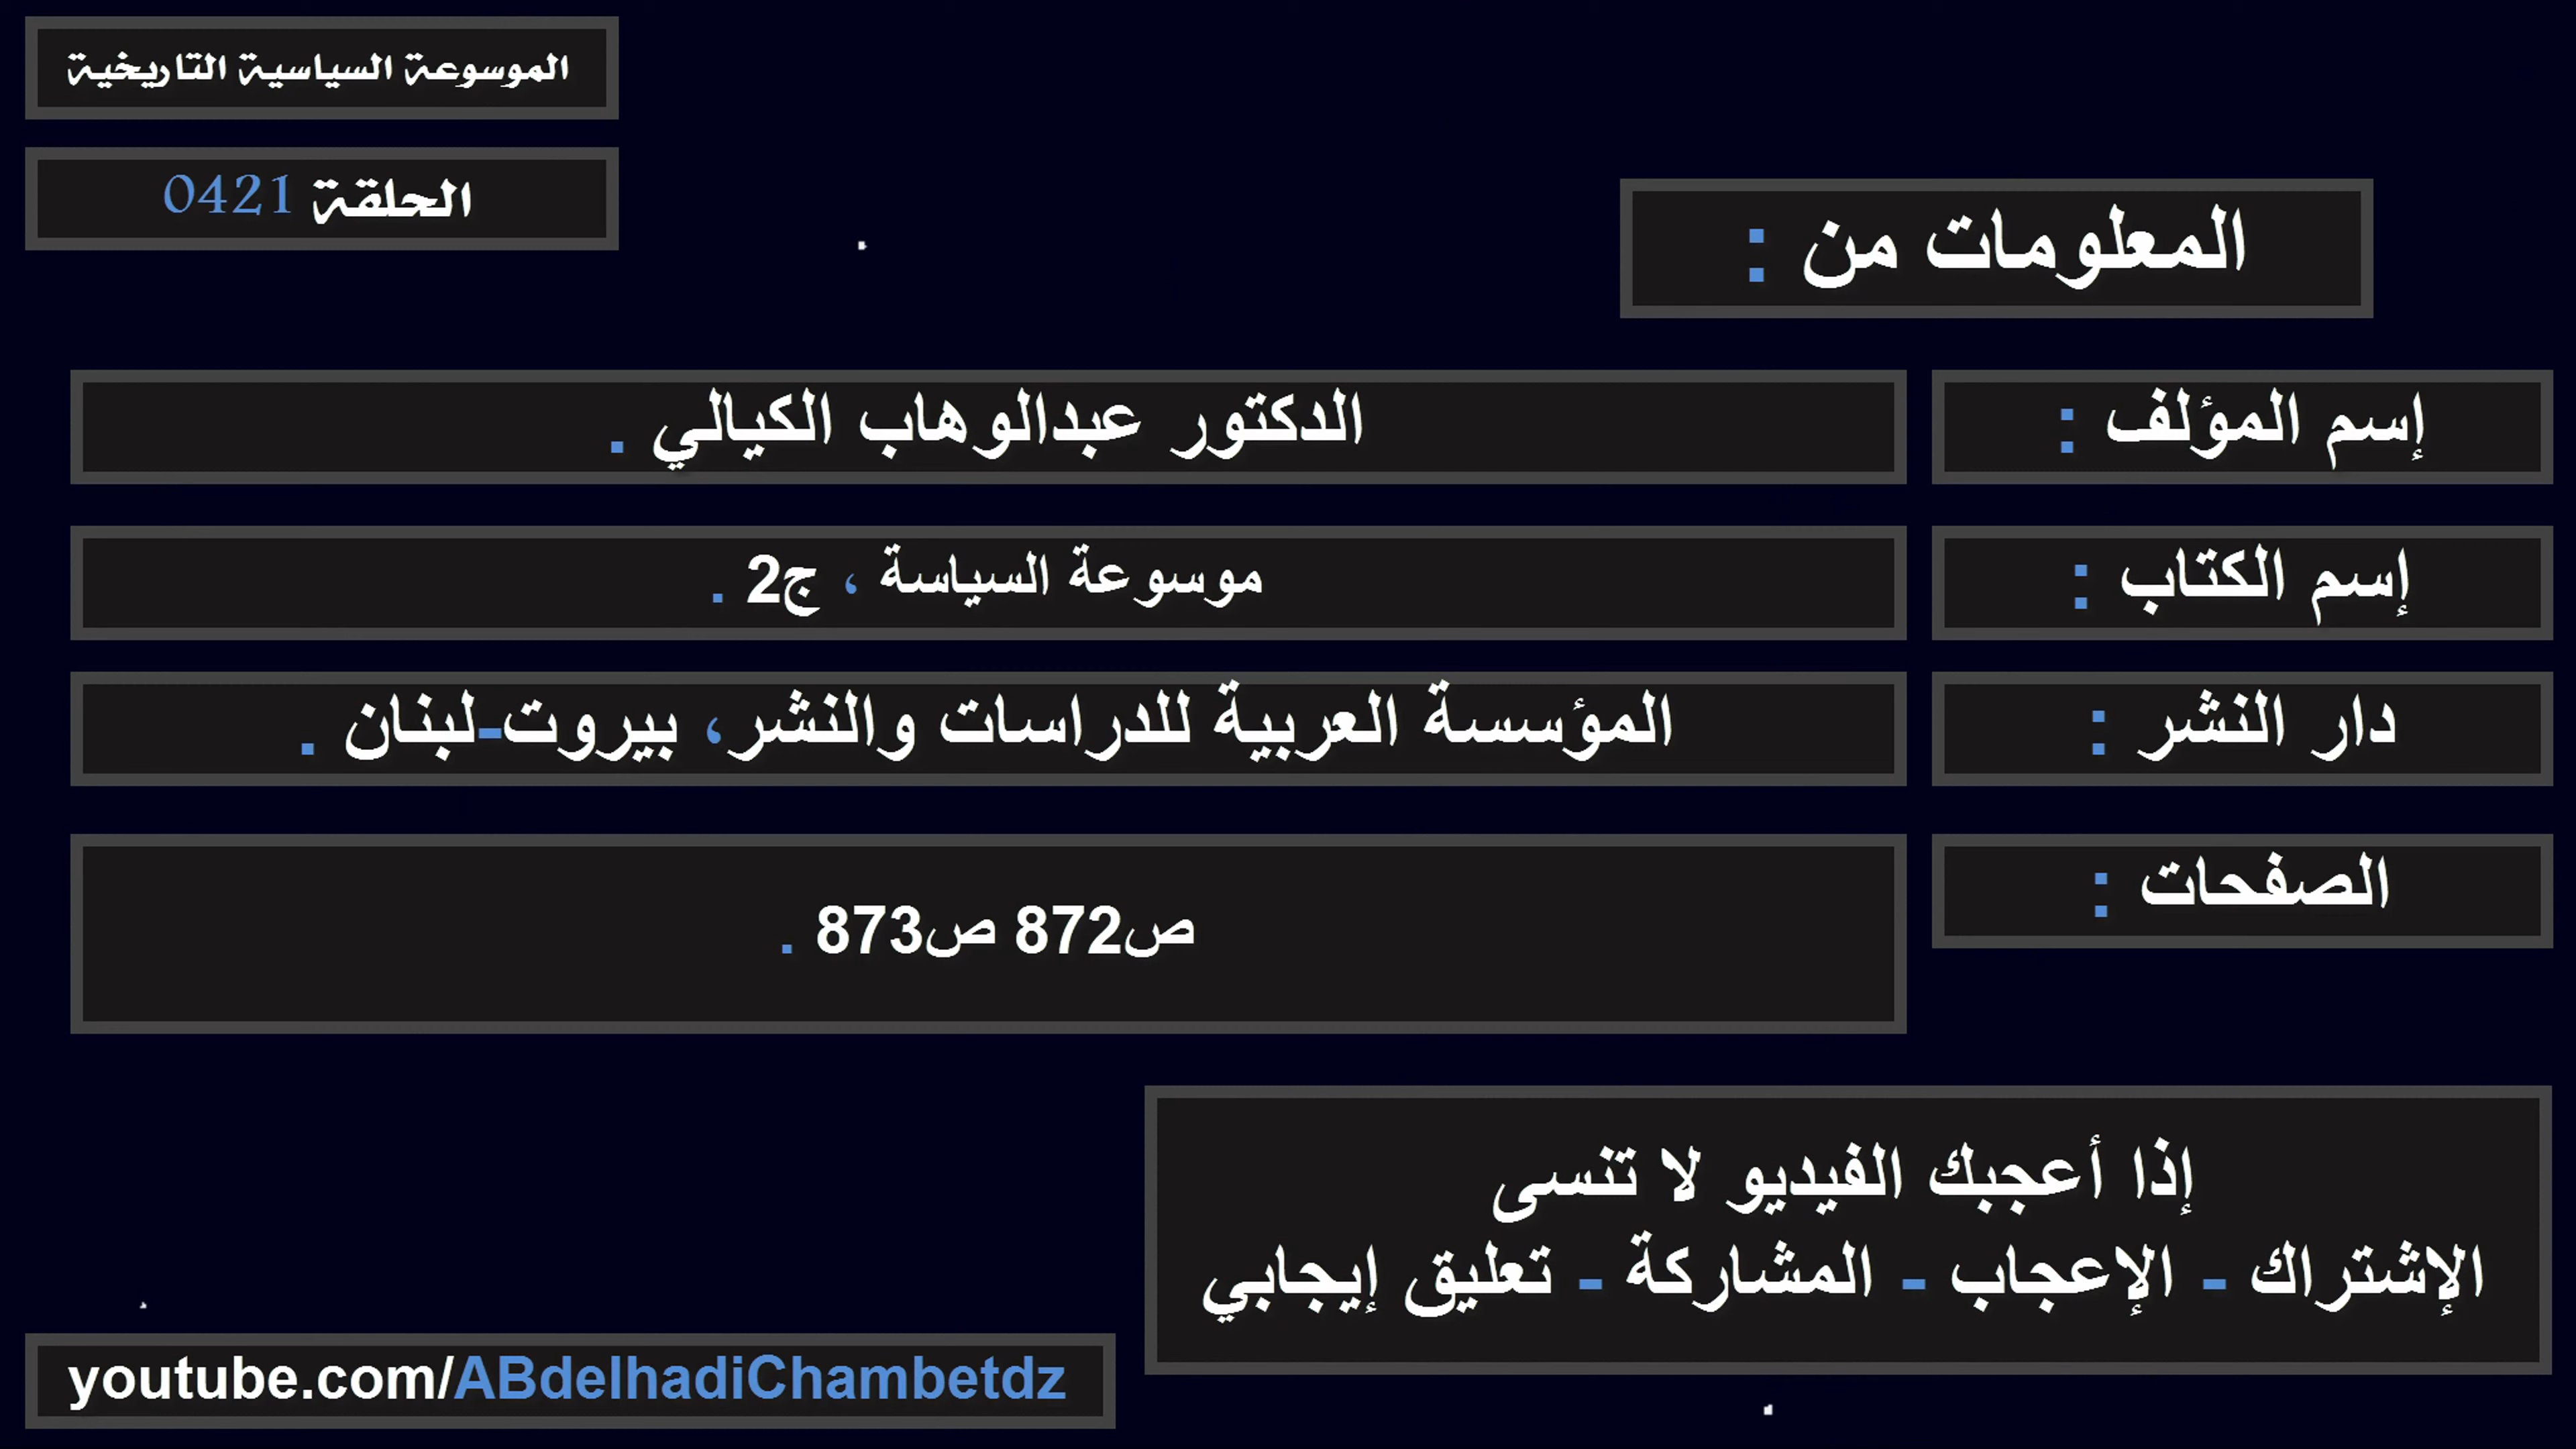 الموسوعة السياسية التاريخية
الحلقة 0421
المعلومات من :
إسم المؤلف :
الدكتور عبدالوهاب الكيالي .
إسم الكتاب :
موسوعة السياسة ، ج2 .
دار النشر :
المؤسسة العربية للدراسات والنشر، بيروت-لبنان .
الصفحات :
ص872 ص873 .
إذا أعجبك الفيديو لا تنسى
الإشتراك - الإعجاب - المشاركة - تعليق إيجابي
youtube.com/ABdelhadiChambetdz